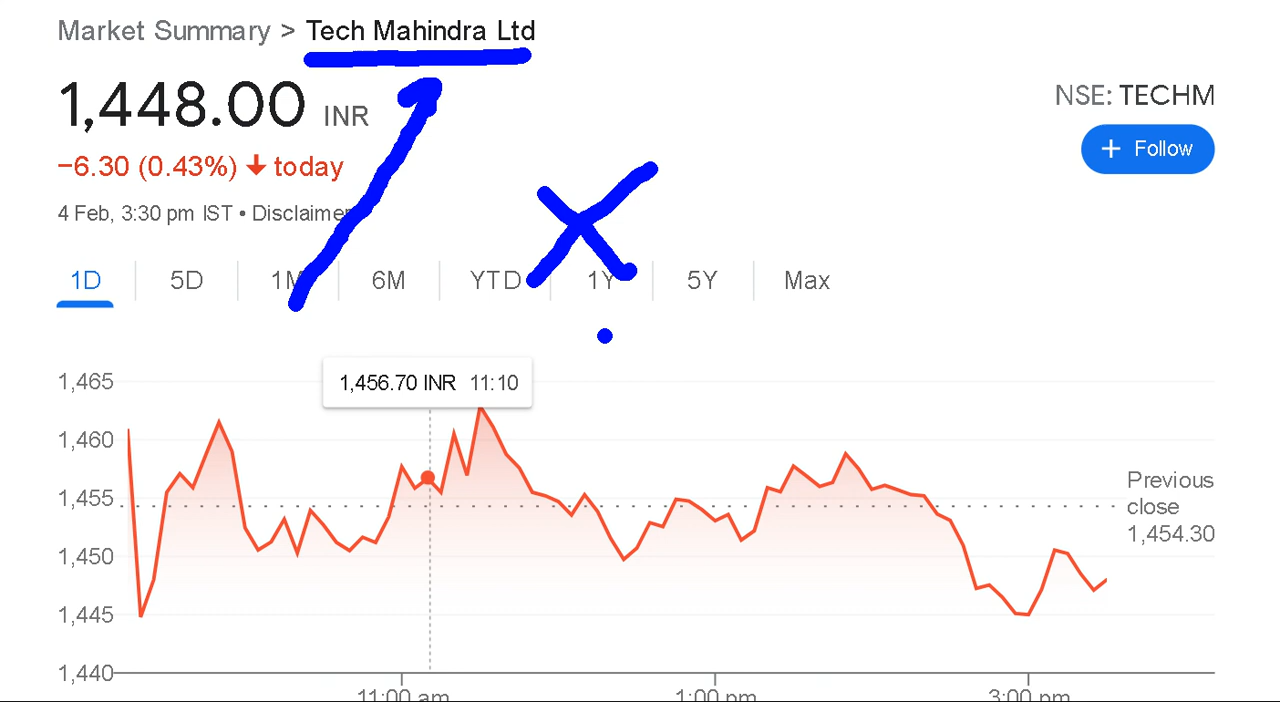 Market Summary > Tech Mahindra Ltd
1,448.00 INR
NSE: TECHM
−6.30 (0.43%) ↓ today
+ Follow
4 Feb, 3:30 pm IST • Disclaimer
1D 5D 1M 6M YTD 1Y 5Y Max
1,456.70 INR 11:10
1,465
1,460
1,455
1,450
1,445
1,440
Previous
close
1,454.30
11:00 am 1:00 pm 3:00 pm